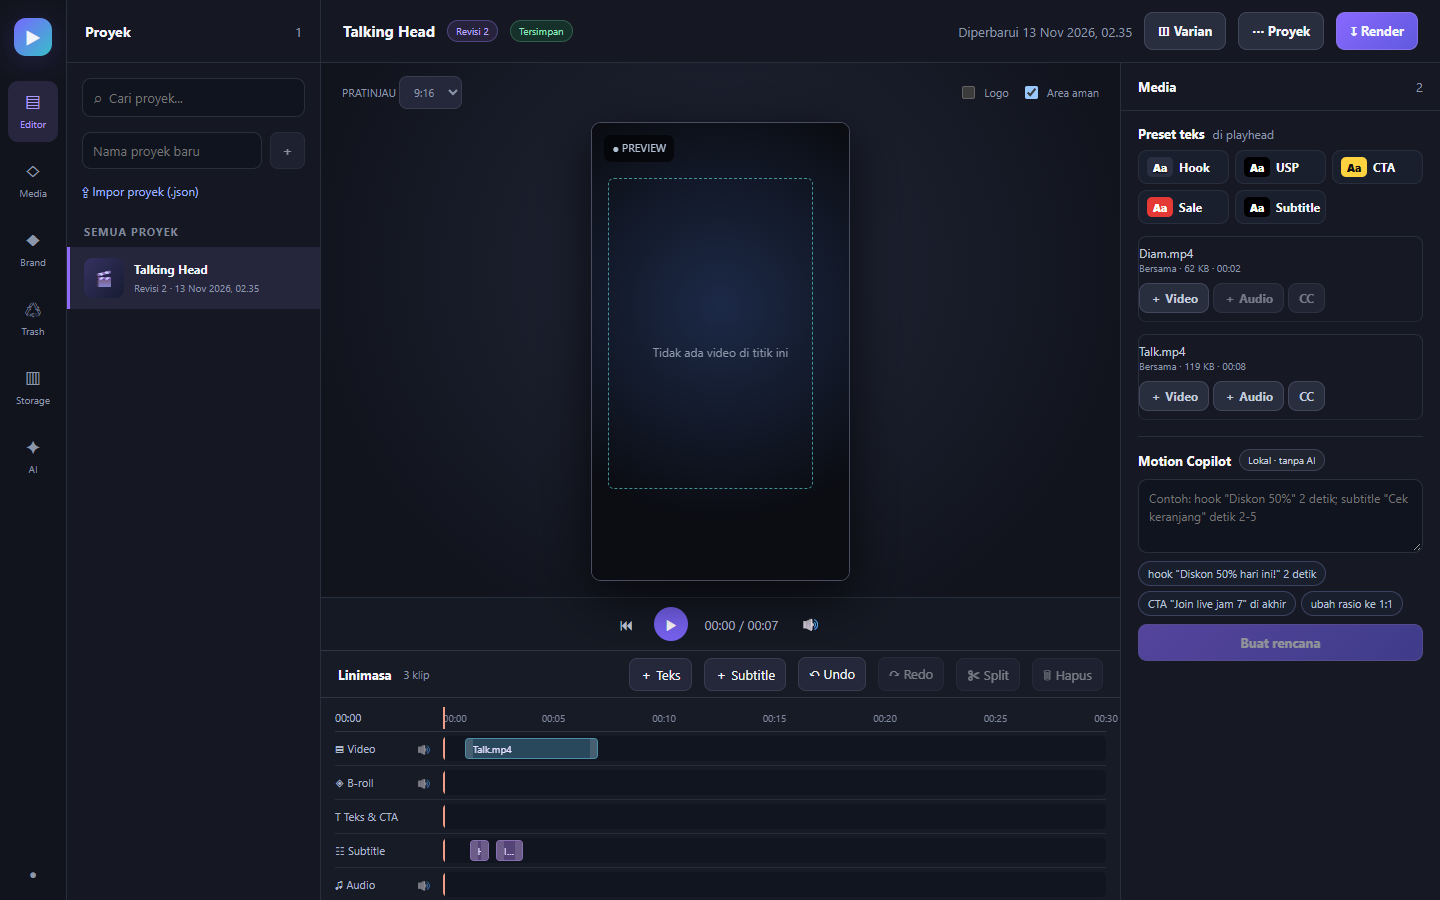 Editor
Media
Brand
Trash
Storage
AI
Proyek 1
Cari proyek...
Nama proyek baru +
Impor proyek (.json)
SEMUA PROYEK
Talking Head
Revisi 2 · 13 Nov 2026, 02.35
Talking Head Revisi 2 Tersimpan
Diperbarui 13 Nov 2026, 02.35 Varian ··· Proyek Render
PRATINJAU 9:16 Logo Area aman
● PREVIEW
Tidak ada video di titik ini
00:00 / 00:07
Linimasa 3 klip + Teks + Subtitle Undo Redo Split Hapus
00:00 00:00 00:05 00:10 00:15 00:20 00:25 00:30
Video Talk.mp4
B-roll
T Teks & CTA
Subtitle I...
Audio
Media 2
Preset teks di playhead
Aa Hook Aa USP Aa CTA
Aa Sale Aa Subtitle
Diam.mp4
Bersama · 62 KB · 00:02
+ Video + Audio CC
Talk.mp4
Bersama · 119 KB · 00:08
+ Video + Audio CC
Motion Copilot Lokal · tanpa AI
Contoh: hook "Diskon 50%" 2 detik; subtitle "Cek
keranjang" detik 2-5
hook "Diskon 50% hari ini!" 2 detik
CTA "Join live jam 7" di akhir ubah rasio ke 1:1
Buat rencana